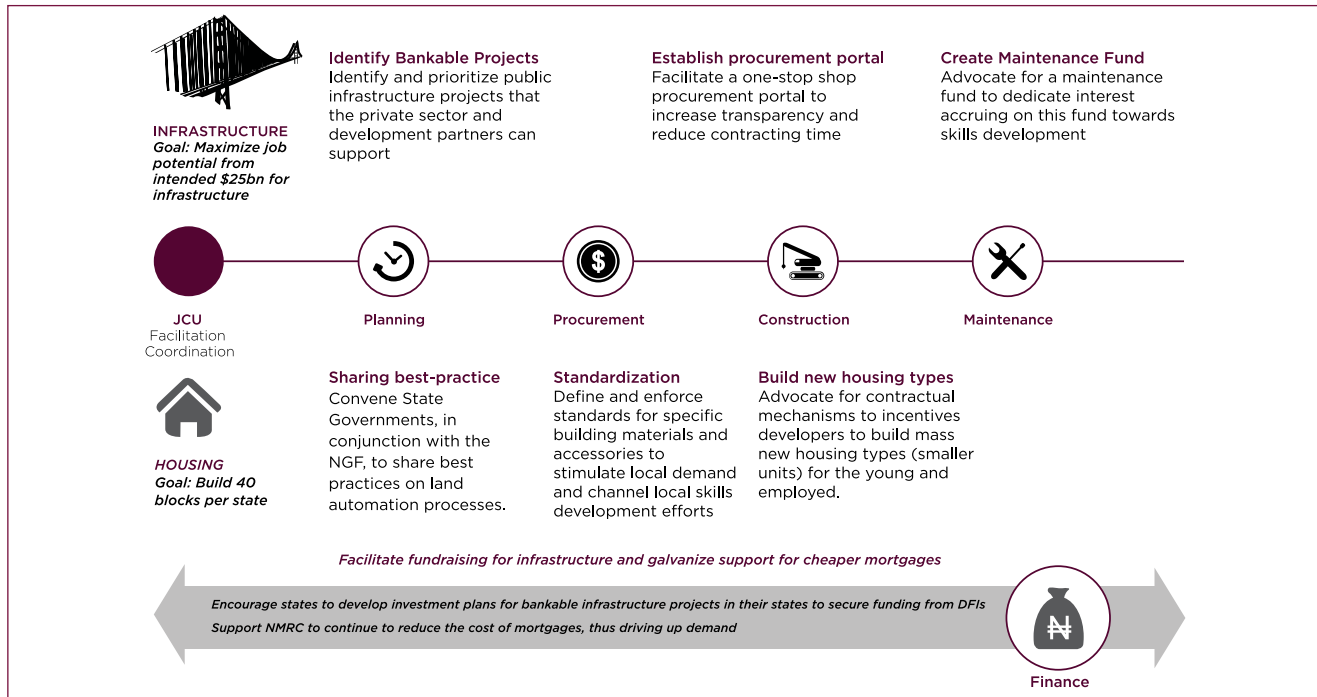 INFRASTRUCTURE
Goal: Maximize job
potential from
intended $25bn for
infrastructure
Identify Bankable Projects
Identify and prioritize public
infrastructure projects that
the private sector and
development partners can
support
Establish procurement portal
Facilitate a one-stop shop
procurement portal to
increase transparency and
reduce contracting time
Create Maintenance Fund
Advocate for a maintenance
fund to dedicate interest
accruing on this fund towards
skills development
$
JCU
Facilitation
Coordination
Planning
Procurement
Construction
Maintenance
HOUSING
Goal: Build 40
blocks per state
Sharing best-practice
Convene State
Governments, in
conjunction with the
NGF, to share best
practices on land
automation processes.
Standardization
Define and enforce
standards for specific
building materials and
accessories to
stimulate local demand
and channel local skills
development efforts
Build new housing types
Advocate for contractual
mechanisms to incentives
developers to build mass
new housing types (smaller
units) for the young and
employed.
Facilitate fundraising for infrastructure and galvanize support for cheaper mortgages
Encourage states to develop investment plans for bankable infrastructure projects in their states to secure funding from DFIs
Support NMRC to continue to reduce the cost of mortgages, thus driving up demand
₦
Finance